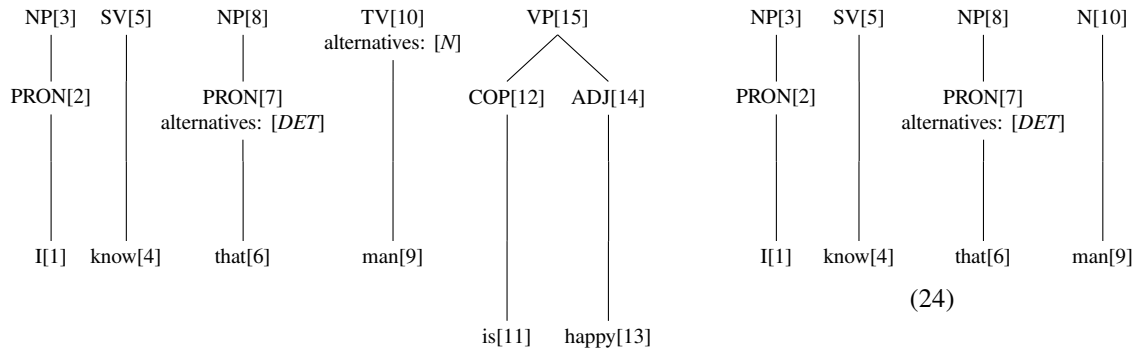 NP[3] SV[5] NP[8] TV[10] VP[15] NP[3] SV[5] NP[8] N[10]
alternatives: [N]
PRON[2] PRON[7] COP[12] ADJ[14] PRON[2] PRON[7]
alternatives: [DET] alternatives: [DET]
I[1] know[4] that[6] man[9] I[1] know[4] that[6] man[9]
(24)
is[11] happy[13]